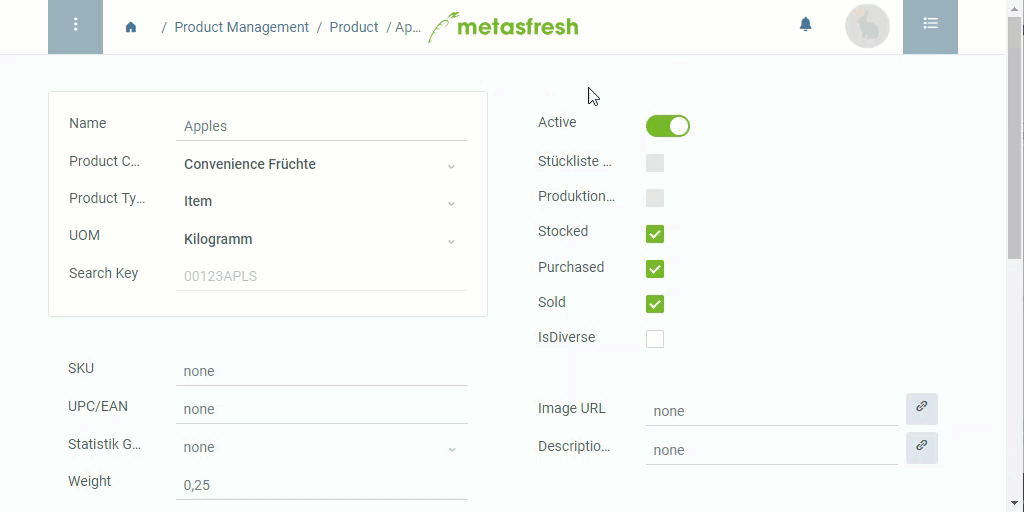 / Product Management / Product / Ap...
metasfresh
Name Apples
Product C... Convenience Früchte
Product Ty... Item
UOM Kilogramm
Search Key 00123APLS
Active
Stückliste ...
Produktion...
Stocked
Purchased
Sold
IsDiverse
SKU none
UPC/EAN none
Statistik G... none
Weight 0,25
Image URL none
Descriptio... none